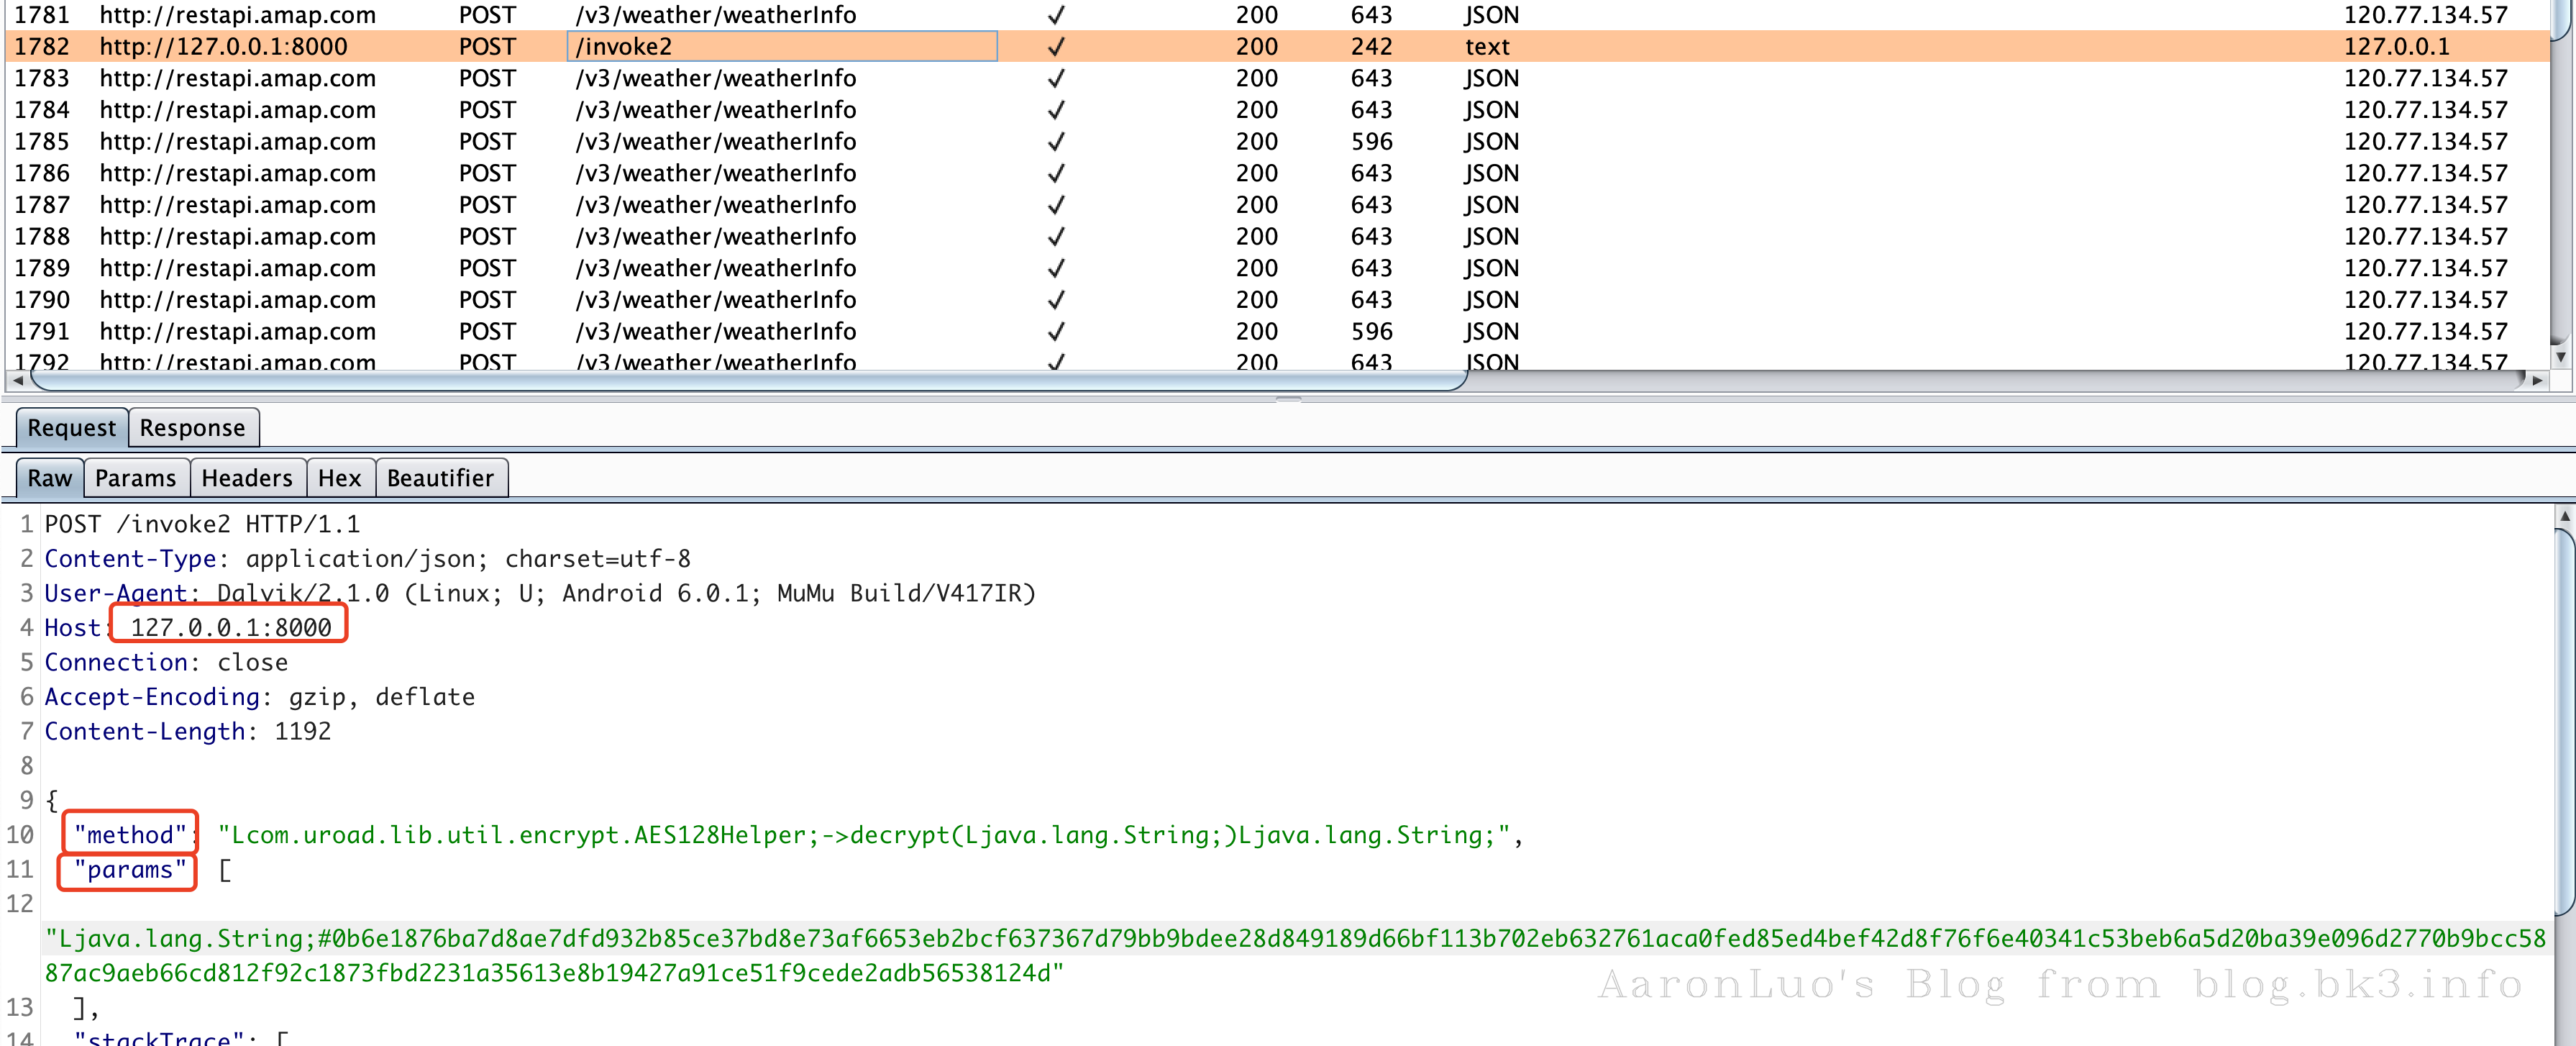 1781 http://restapi.amap.com POST /v3/weather/weatherInfo ✓ 200 643 JSON 120.77.134.57
1782 http://127.0.0.1:8000 POST /invoke2 ✓ 200 242 text 127.0.0.1
1783 http://restapi.amap.com POST /v3/weather/weatherInfo ✓ 200 643 JSON 120.77.134.57
1784 http://restapi.amap.com POST /v3/weather/weatherInfo ✓ 200 643 JSON 120.77.134.57
1785 http://restapi.amap.com POST /v3/weather/weatherInfo ✓ 200 596 JSON 120.77.134.57
1786 http://restapi.amap.com POST /v3/weather/weatherInfo ✓ 200 643 JSON 120.77.134.57
1787 http://restapi.amap.com POST /v3/weather/weatherInfo ✓ 200 643 JSON 120.77.134.57
1788 http://restapi.amap.com POST /v3/weather/weatherInfo ✓ 200 643 JSON 120.77.134.57
1789 http://restapi.amap.com POST /v3/weather/weatherInfo ✓ 200 643 JSON 120.77.134.57
1790 http://restapi.amap.com POST /v3/weather/weatherInfo ✓ 200 643 JSON 120.77.134.57
1791 http://restapi.amap.com POST /v3/weather/weatherInfo ✓ 200 596 JSON 120.77.134.57
1792 http://restapi.amap.com POST /v3/weather/weatherInfo ✓ 200 643 JSON 120.77.134.57
Request Response
Raw Params Headers Hex Beautifier
1 POST /invoke2 HTTP/1.1
2 Content-Type: application/json; charset=utf-8
3 User-Agent: Dalvik/2.1.0 (Linux; U; Android 6.0.1; MuMu Build/V417IR)
4 Host: 127.0.0.1:8000
5 Connection: close
6 Accept-Encoding: gzip, deflate
7 Content-Length: 1192
8
9 {
10 "method": "Lcom.uroad.lib.util.encrypt.AES128Helper;->decrypt(Ljava.lang.String;)Ljava.lang.String;",
11 "params" [
12
"Ljava.lang.String;#0b6e1876ba7d8ae7dfd932b85ce37bd8e73af6653eb2bcf637367d79bb9bdee28d849189d66bf113b702eb632761aca0fed85ed4bef42d8f76f6e40341c53beb6a5d20ba39e096d2770b9bcc58
87ac9aeb66cd812f92c1873fbd2231a35613e8b19427a91ce51f9cede2adb56538124d"
13 ],
14 "stackTrace": [
AaronLuo's Blog from blog.bk3.info